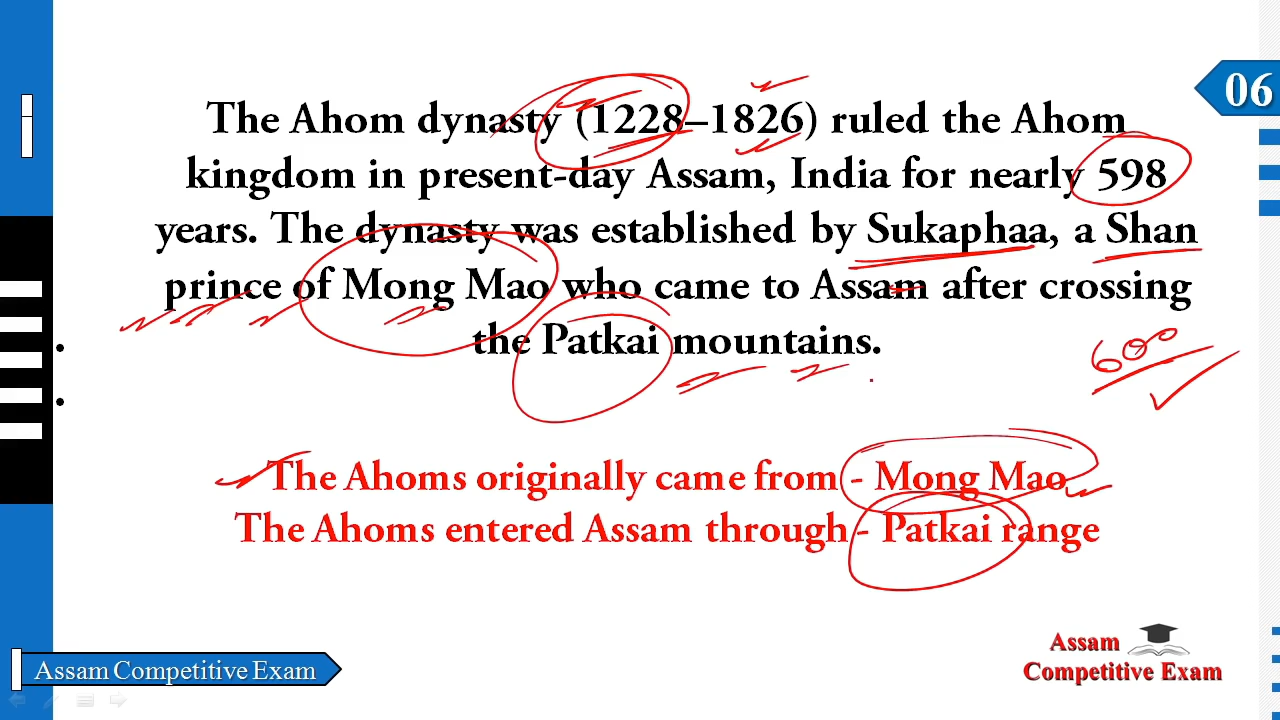 06
The Ahom dynasty (1228–1826) ruled the Ahom
kingdom in present-day Assam, India for nearly 598
years. The dynasty was established by Sukaphaa, a Shan
prince of Mong Mao who came to Assam after crossing
the Patkai mountains.
600
The Ahoms originally came from - Mong Mao
The Ahoms entered Assam through - Patkai range
Assam Competitive Exam
Assam
Competitive Exam